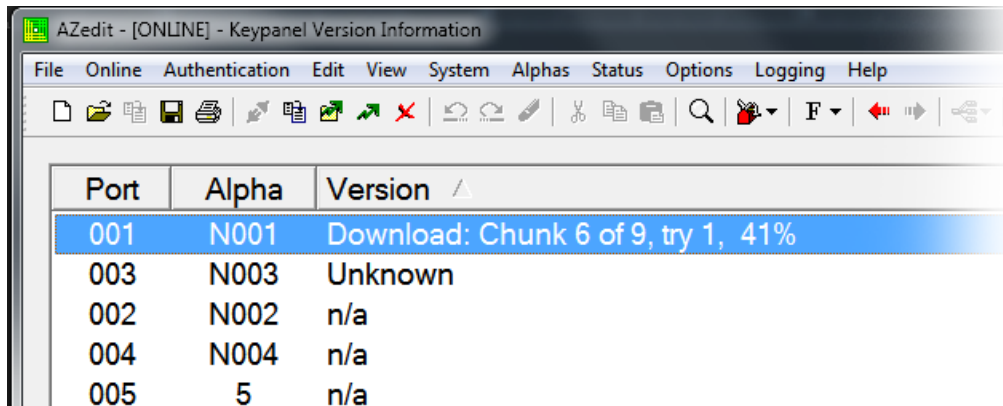 AZedit - [ONLINE] - Keypanel Version Information
File Online Authentication Edit View System Alphas Status Options Logging Help
F
Port Alpha Version
001 N001 Download: Chunk 6 of 9, try 1, 41%
003 N003 Unknown
002 N002 n/a
004 N004 n/a
005 5 n/a